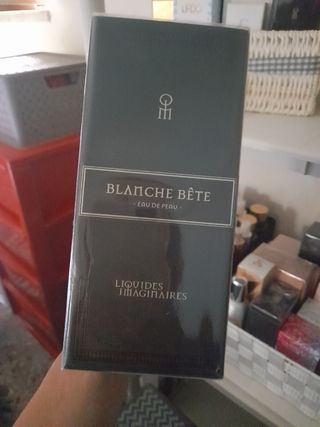 BLANCHE BÊTE
- EAU DE PEAU -
LIQUIDES
IMAGINAIRES